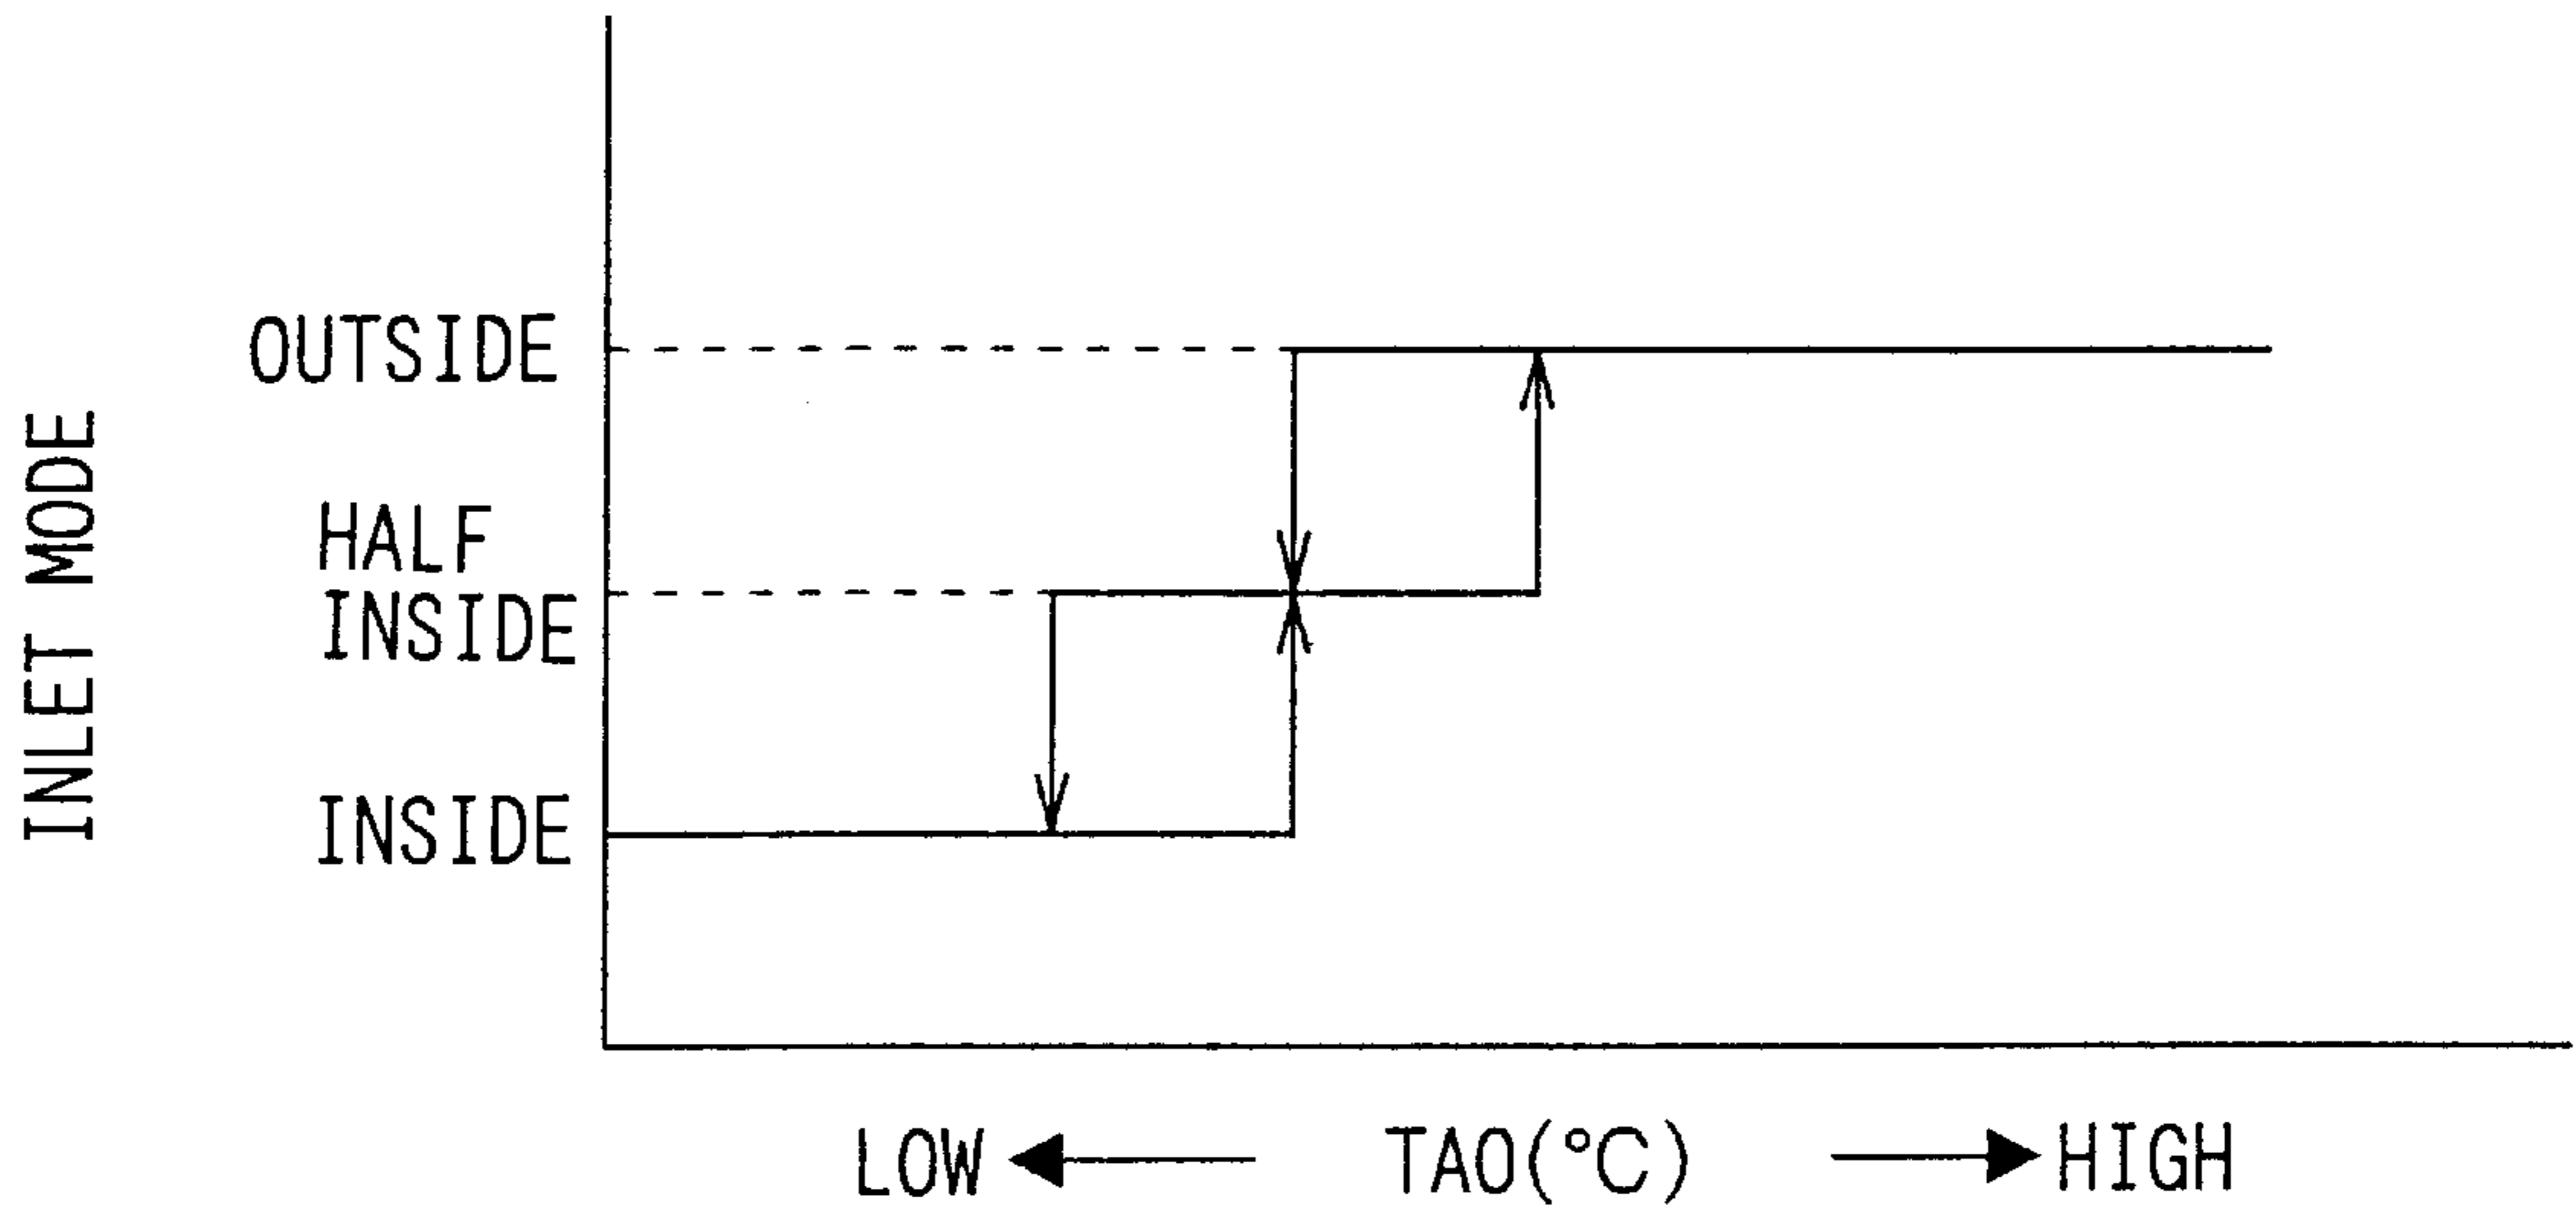 INLET MODE
OUTSIDE
HALF
INSIDE
INSIDE
LOW TAO(°C) HIGH